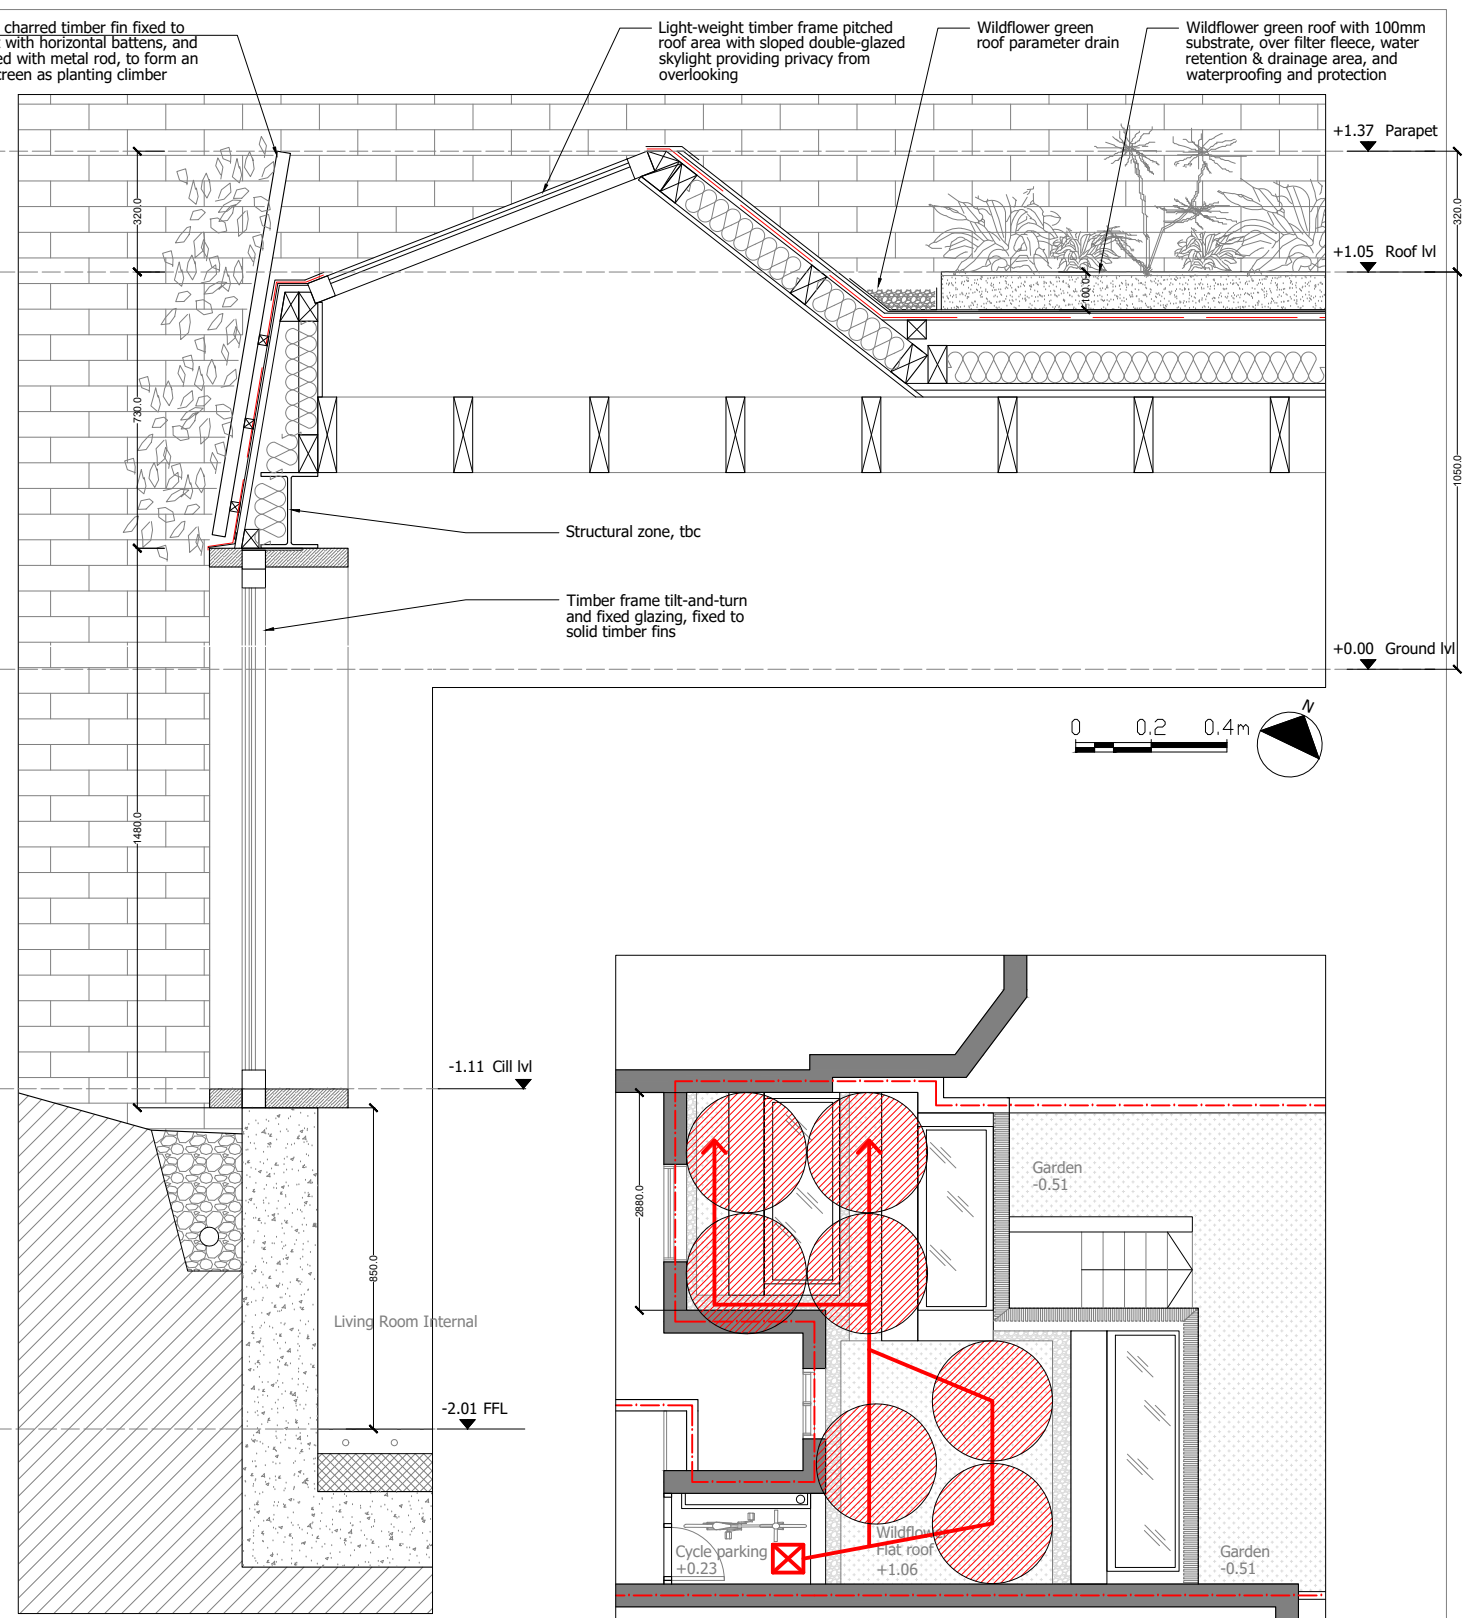 charred timber fin fixed to
with horizontal battens, and
with metal rod, to form an
as planting climber
Light-weight timber frame pitched
roof area with sloped double-glazed
skylight providing privacy from
overlooking
Wildflower green
roof parameter drain
Wildflower green roof with 100mm
substrate, over filter fleece, water
retention & drainage area, and
waterproofing and protection
+1.37 Parapet
320.0
320.0
+1.05 Roof lvl
100.0
730.0
1050.0
Structural zone, tbc
Timber frame tilt-and-turn
and fixed glazing, fixed to
solid timber fins
+0.00 Ground lvl
N
0 0.2 0.4m
1480.0
-1.11 Cill lvl
Garden
-0.51
2880.0
850.0
Living Room Internal
-2.01 FFL
Wildflower
Flat roof
+1.06
Cycle parking
+0.23
Garden
-0.51